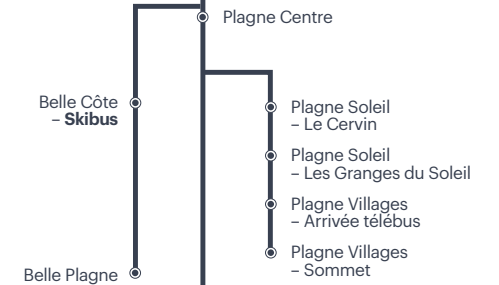 Plagne Centre
Belle Côte
– Skibus
Plagne Soleil
– Le Cervin
Plagne Soleil
– Les Granges du Soleil
Plagne Villages
– Arrivée télébus
Plagne Villages
– Sommet
Belle Plagne